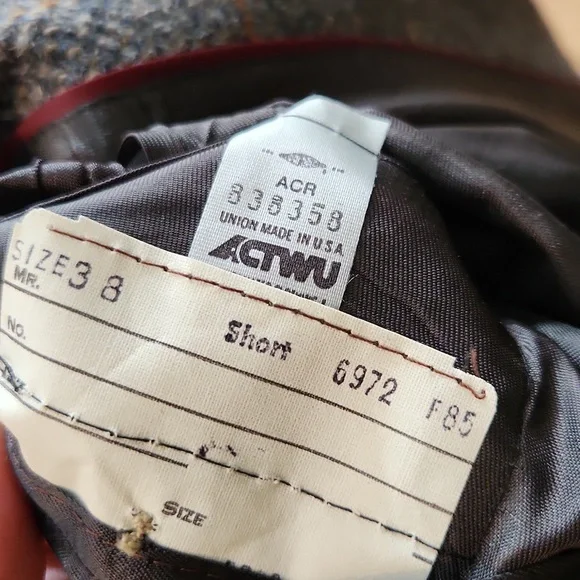 ACR
838358
UNION MADE IN U.S.A.
ACTWU
SIZE 38
MR.
Short
No.
6972 F85
SIZE